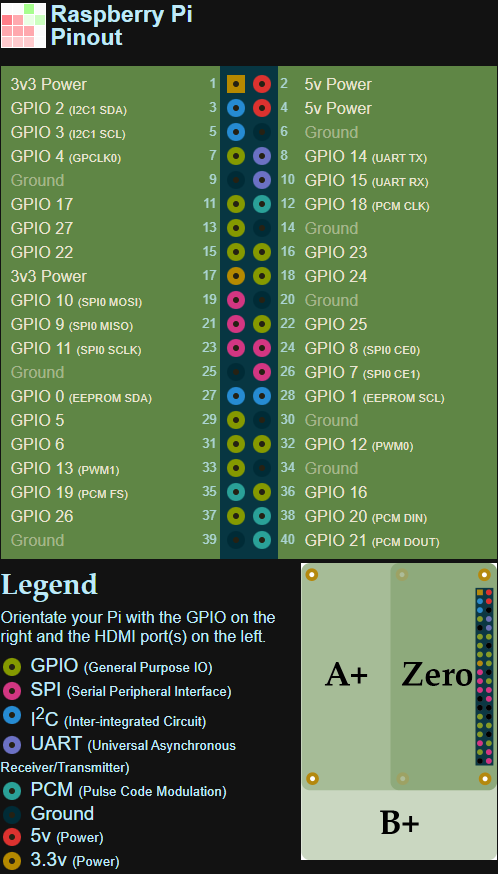 Raspberry Pi
Pinout
3v3 Power 1 2 5v Power
GPIO 2 (I2C1 SDA) 3 4 5v Power
GPIO 3 (I2C1 SCL) 5 6 Ground
GPIO 4 (GPCLK0) 7 8 GPIO 14 (UART TX)
Ground 9 10 GPIO 15 (UART RX)
GPIO 17 11 12 GPIO 18 (PCM CLK)
GPIO 27 13 14 Ground
GPIO 22 15 16 GPIO 23
3v3 Power 17 18 GPIO 24
GPIO 10 (SPI0 MOSI) 19 20 Ground
GPIO 9 (SPI0 MISO) 21 22 GPIO 25
GPIO 11 (SPI0 SCLK) 23 24 GPIO 8 (SPI0 CE0)
Ground 25 26 GPIO 7 (SPI0 CE1)
GPIO 0 (EEPROM SDA) 27 28 GPIO 1 (EEPROM SCL)
GPIO 5 29 30 Ground
GPIO 6 31 32 GPIO 12 (PWM0)
GPIO 13 (PWM1) 33 34 Ground
GPIO 19 (PCM FS) 35 36 GPIO 16
GPIO 26 37 38 GPIO 20 (PCM DIN)
Ground 39 40 GPIO 21 (PCM DOUT)
Legend
Orientate your Pi with the GPIO on the
right and the HDMI port(s) on the left.
GPIO (General Purpose IO)
SPI (Serial Peripheral Interface)
I2C (Inter-integrated Circuit)
UART (Universal Asynchronous
Receiver/Transmitter)
PCM (Pulse Code Modulation)
Ground
5v (Power)
3.3v (Power)
A+ Zero
B+